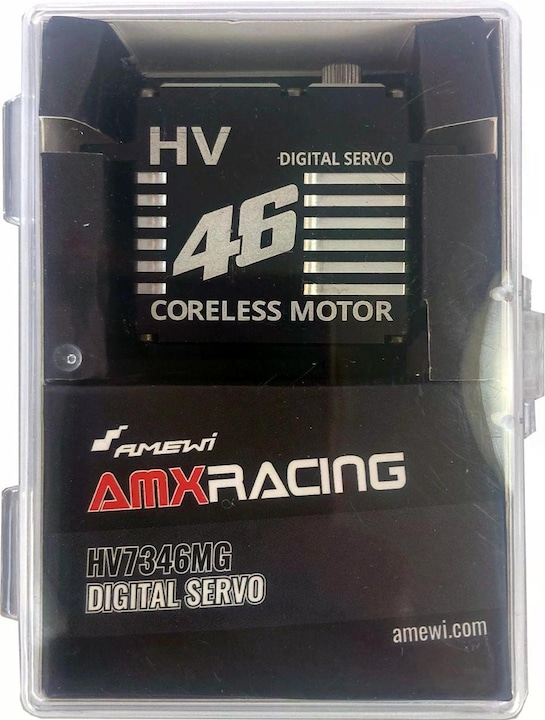 HV
DIGITAL SERVO
46
CORELESS MOTOR
AMEWI
AMXRACING
HV7346MG
DIGITAL SERVO
amewi.com